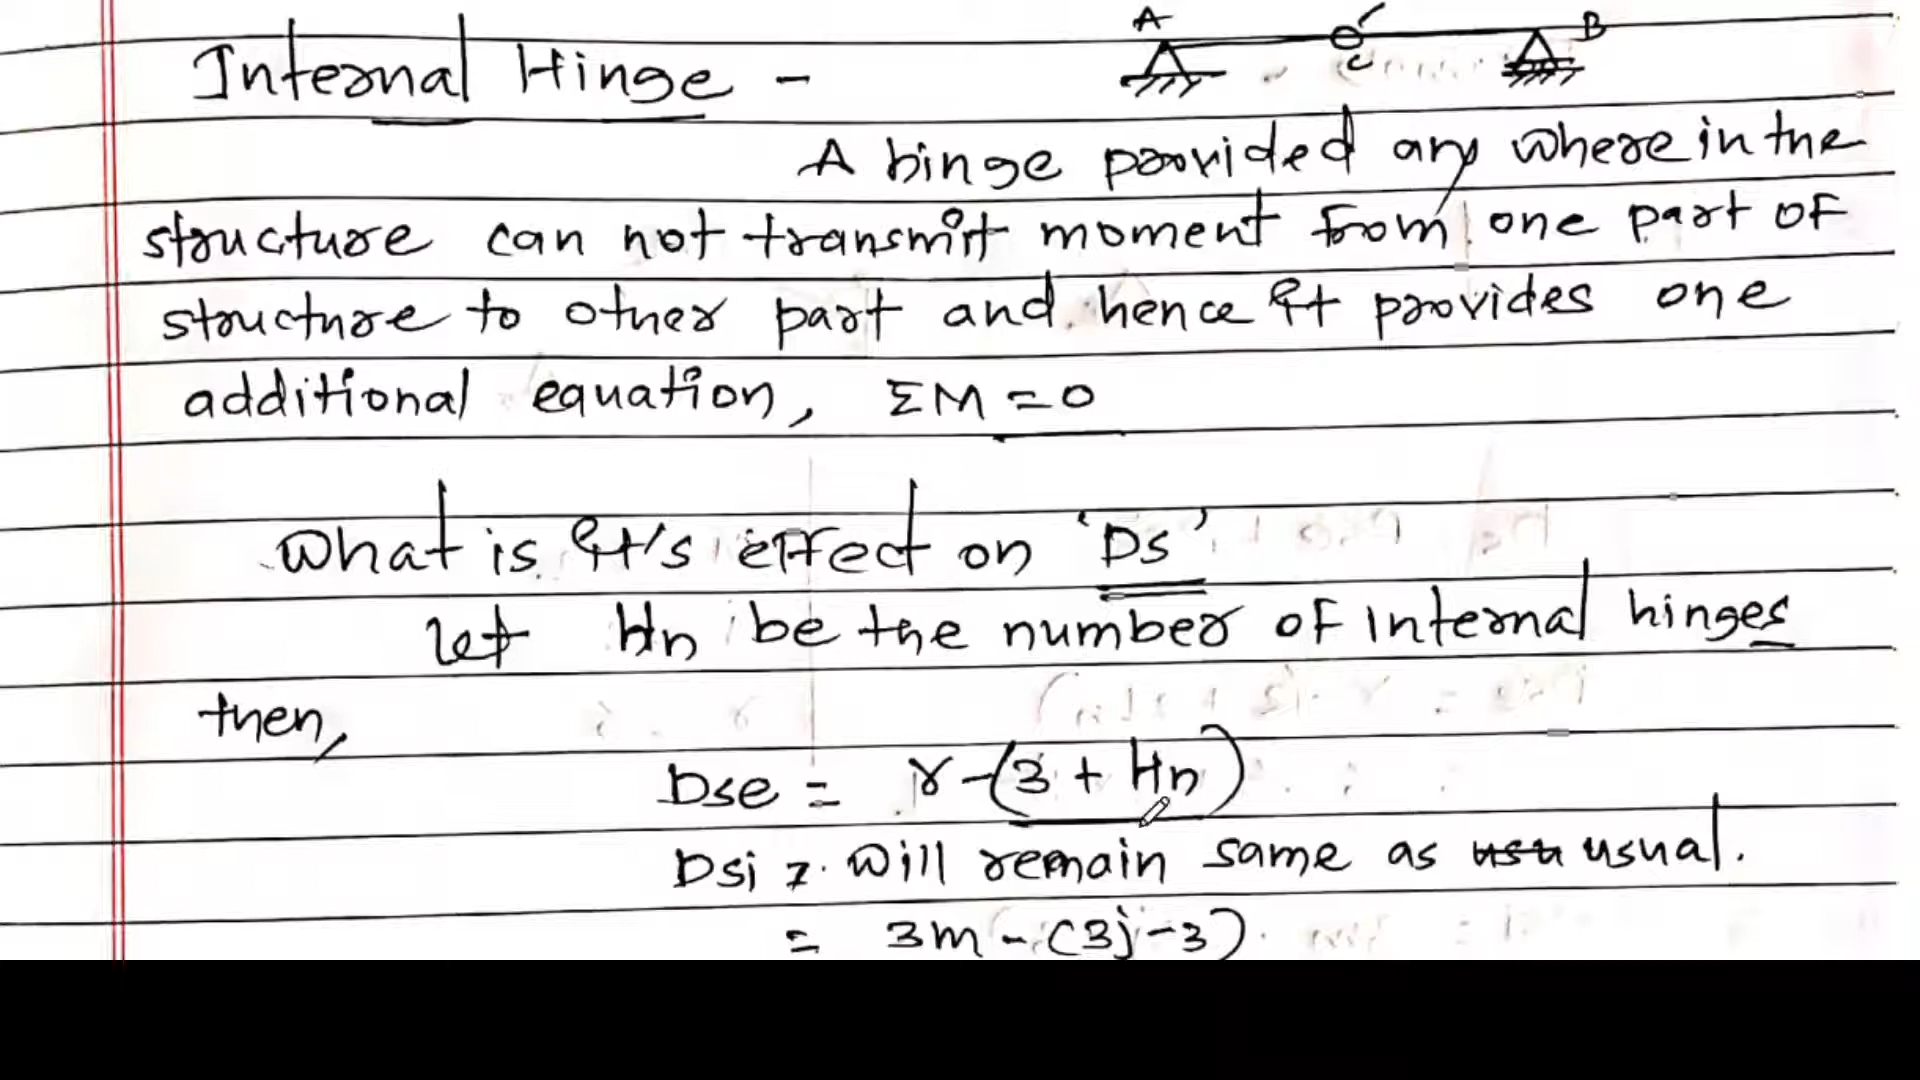 A C B
Internal Hinge -
A hinge provided any where in the
structure can not transmit moment from one part of
structure to other part and hence it provides one
additional equation, ΣM = 0
What is it's effect on 'Ds'
let Hn be the number of internal hinges
then,
Dse = r - (3 + Hn)
Dsi = will remain same as usual.
= 3m - (3j - 3)